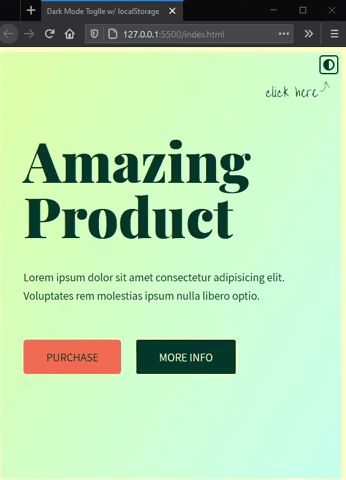 Dark Mode Toglle w/ localStorage
127.0.0.1:5500/index.html
click here
Amazing
Product
Lorem ipsum dolor sit amet consectetur adipisicing elit.
Voluptates rem molestias ipsum nulla libero optio.
PURCHASE MORE INFO